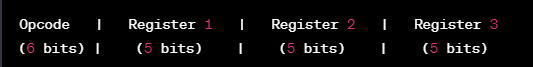 Opcode | Register 1 | Register 2 | Register 3
(6 bits) | (5 bits) | (5 bits) | (5 bits)